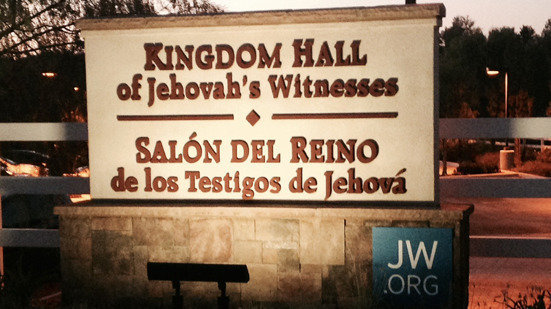 KINGDOM HALL
of Jehovah's Witnesses
SALÓN DEL REINO
de los Testigos de Jehová
JW
.ORG